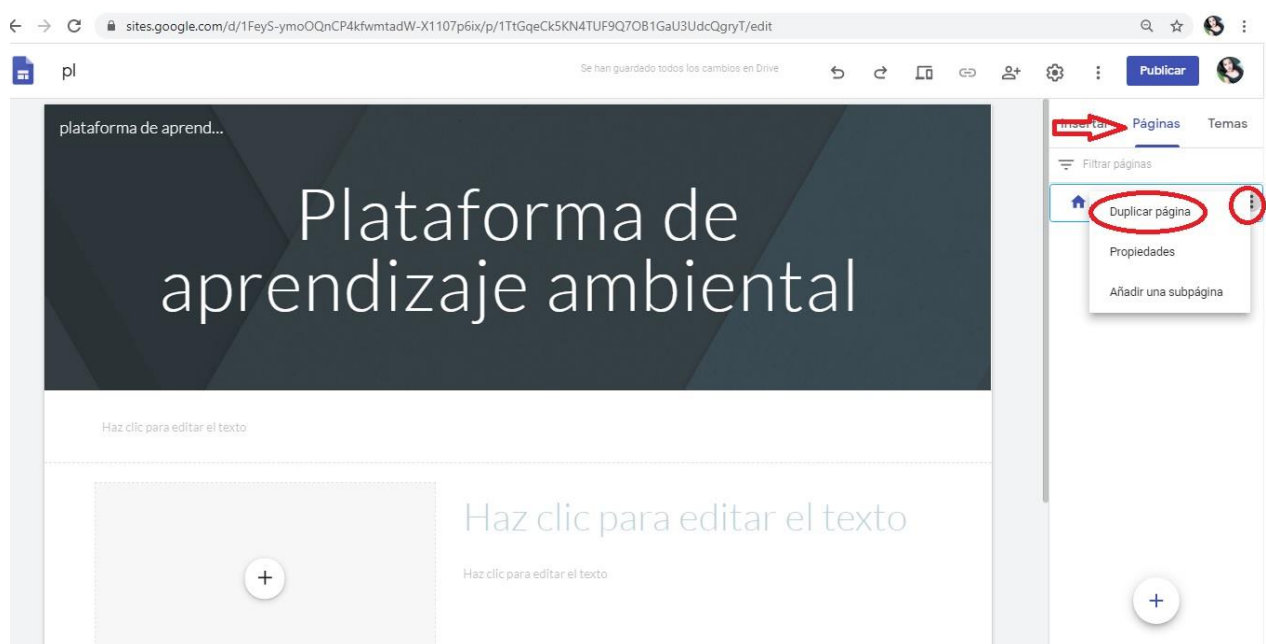 sites.google.com/d/1FeyS-ymoOQnCP4kfwmtadW-X1107p6ix/p/1TtGqeCk5KN4TUF9Q7OB1GaU3UdcQgryT/edit
pl
Se han guardado todos los cambios en Drive
Publicar
plataforma de aprend...
Insertar
Páginas
Temas
Filtrar páginas
Plataforma de
aprendizaje ambiental
Duplicar página
Propiedades
Añadir una subpágina
Haz clic para editar el texto
Haz clic para editar el texto
Haz clic para editar el texto